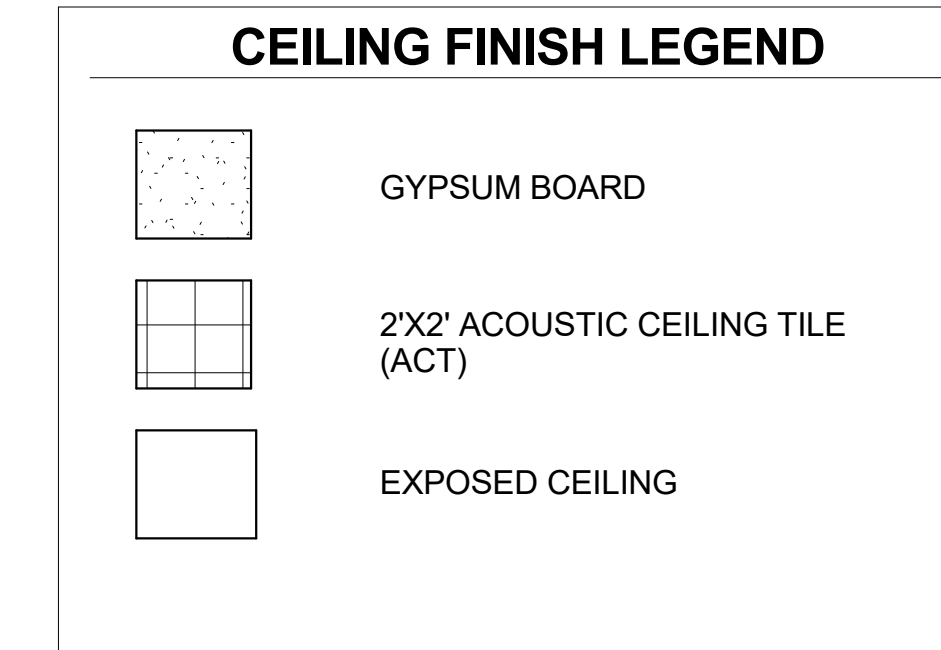 CEILING FINISH LEGEND
GYPSUM BOARD
2'X2' ACOUSTIC CEILING TILE
(ACT)
EXPOSED CEILING